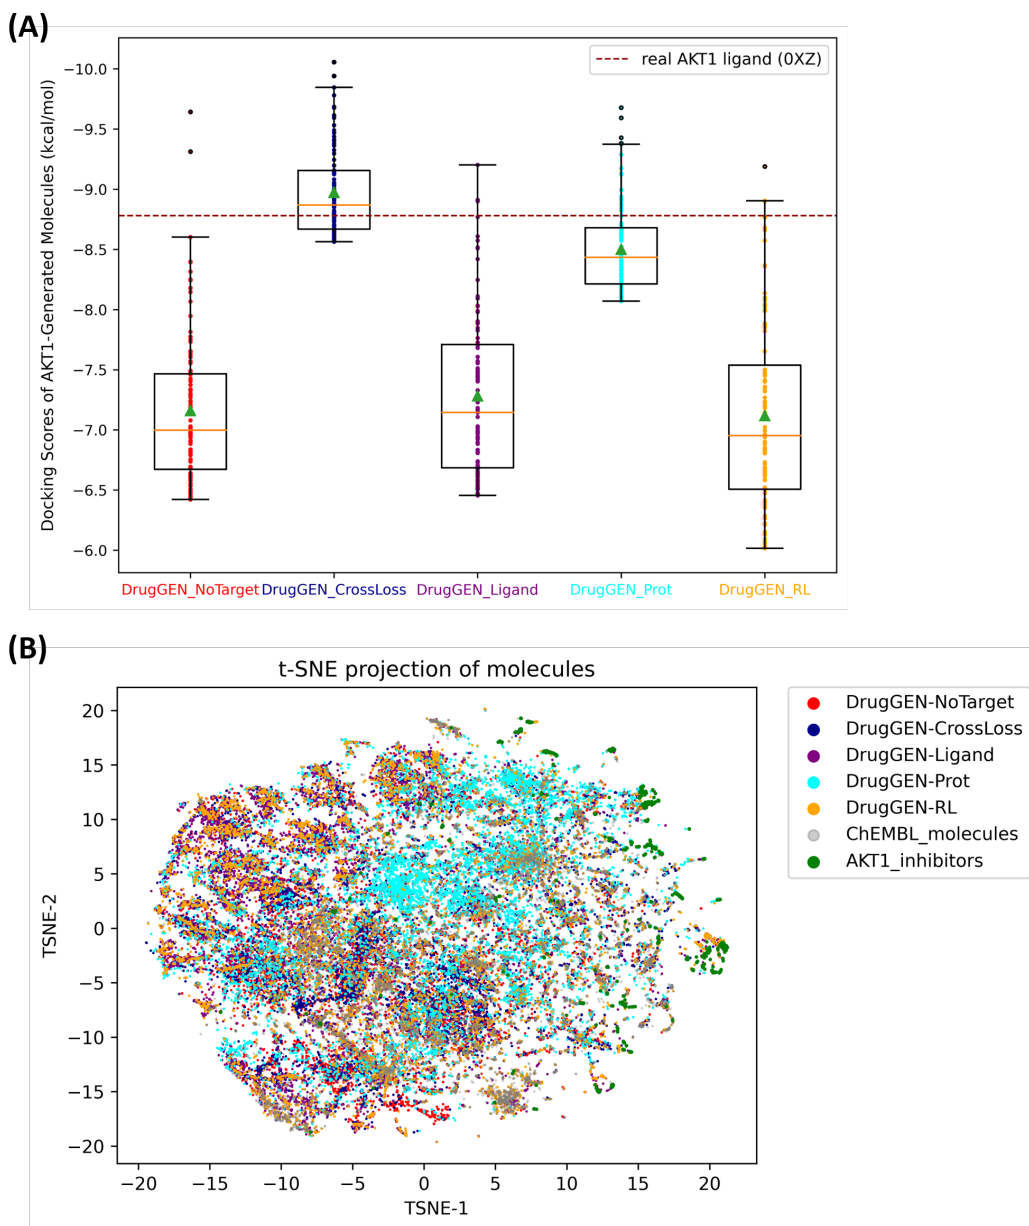 (A)
real AKT1 ligand (0XZ)
Docking Scores of AKT1-Generated Molecules (kcal/mol)
−10.0
−9.5
−9.0
−8.5
−8.0
−7.5
−7.0
−6.5
−6.0
DrugGEN_NoTarget DrugGEN_CrossLoss DrugGEN_Ligand DrugGEN_Prot DrugGEN_RL
(B)
t-SNE projection of molecules
TSNE-2
20
15
10
5
0
−5
−10
−15
−20
−20 −15 −10 −5 0 5 10 15 20
TSNE-1
DrugGEN-NoTarget
DrugGEN-CrossLoss
DrugGEN-Ligand
DrugGEN-Prot
DrugGEN-RL
ChEMBL_molecules
AKT1_inhibitors